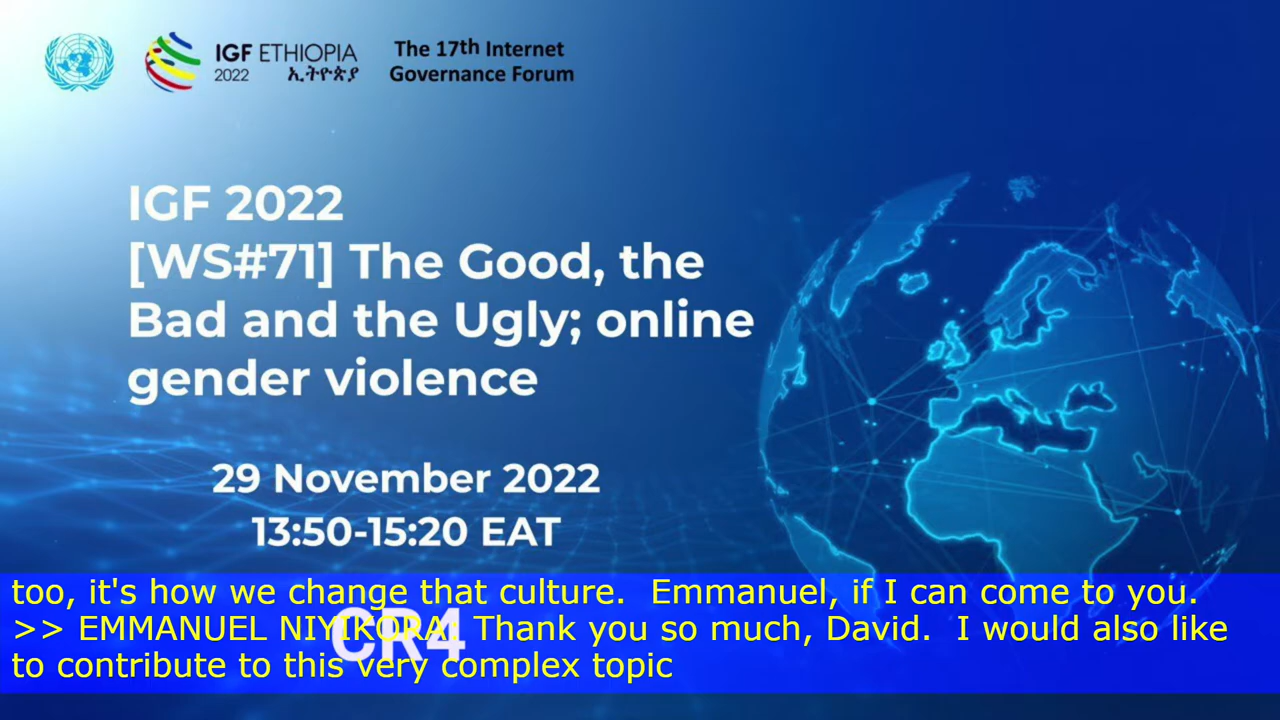 IGF ETHIOPIA
2022 ኢትዮጵያ
The 17th Internet
Governance Forum
IGF 2022
[WS#71] The Good, the
Bad and the Ugly; online
gender violence
29 November 2022
13:50-15:20 EAT
CR4
too, it's how we change that culture.  Emmanuel, if I can come to you.
>> EMMANUEL NIYIKORA: Thank you so much, David.  I would also like
to contribute to this very complex topic